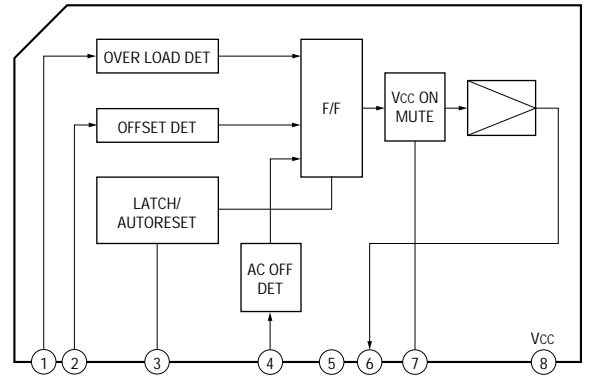 OVER LOAD DET
F/F
VCC ON
MUTE
OFFSET DET
LATCH/
AUTORESET
AC OFF
DET
VCC
1 2 3 4 5 6 7 8